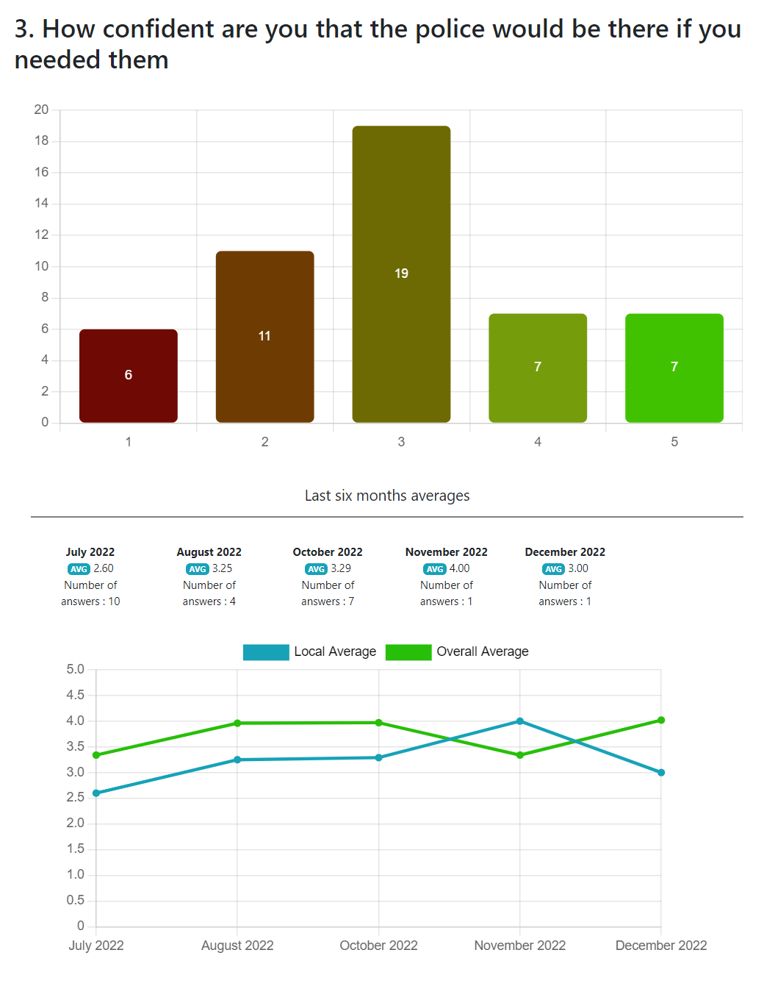 3. How confident are you that the police would be there if you
needed them
20
18
16
14
12
10
8
6
4
2
0
6
11
19
7
7
1 2 3 4 5
Last six months averages
July 2022
AVG 2.60
Number of
answers : 10
August 2022
AVG 3.25
Number of
answers : 4
October 2022
AVG 3.29
Number of
answers : 7
November 2022
AVG 4.00
Number of
answers : 1
December 2022
AVG 3.00
Number of
answers : 1
Local Average Overall Average
5.0
4.5
4.0
3.5
3.0
2.5
2.0
1.5
1.0
0.5
0
July 2022 August 2022 October 2022 November 2022 December 2022